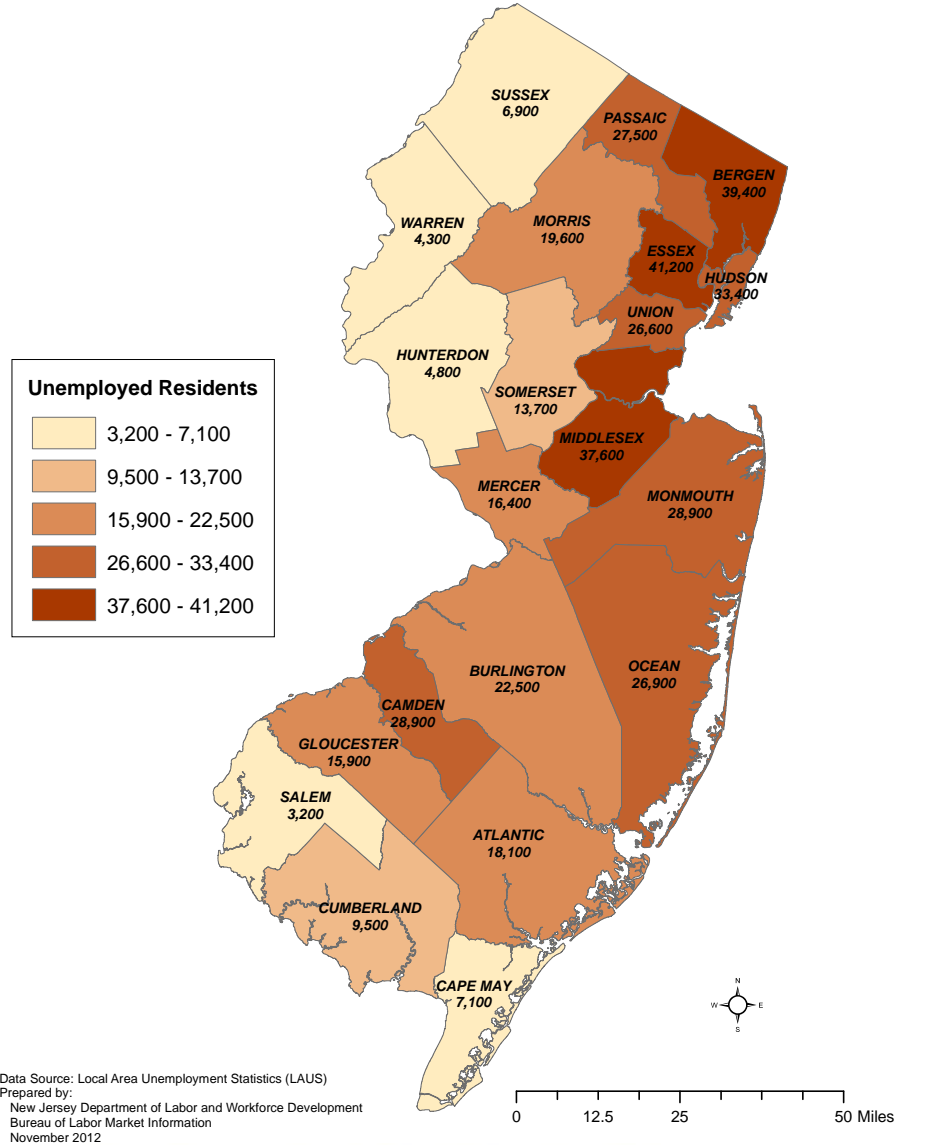 SUSSEX
6,900
PASSAIC
27,500
BERGEN
39,400
WARREN
4,300
MORRIS
19,600
ESSEX
41,200
HUDSON
33,400
UNION
26,600
HUNTERDON
4,800
SOMERSET
13,700
MIDDLESEX
37,600
MERCER
16,400
MONMOUTH
28,900
Unemployed Residents
3,200 - 7,100
9,500 - 13,700
15,900 - 22,500
26,600 - 33,400
37,600 - 41,200
BURLINGTON
22,500
OCEAN
26,900
CAMDEN
28,900
GLOUCESTER
15,900
SALEM
3,200
ATLANTIC
18,100
CUMBERLAND
9,500
CAPE MAY
7,100
N
W E
S
Data Source: Local Area Unemployment Statistics (LAUS)
Prepared by:
New Jersey Department of Labor and Workforce Development
Bureau of Labor Market Information
November 2012
0 12.5 25 50 Miles